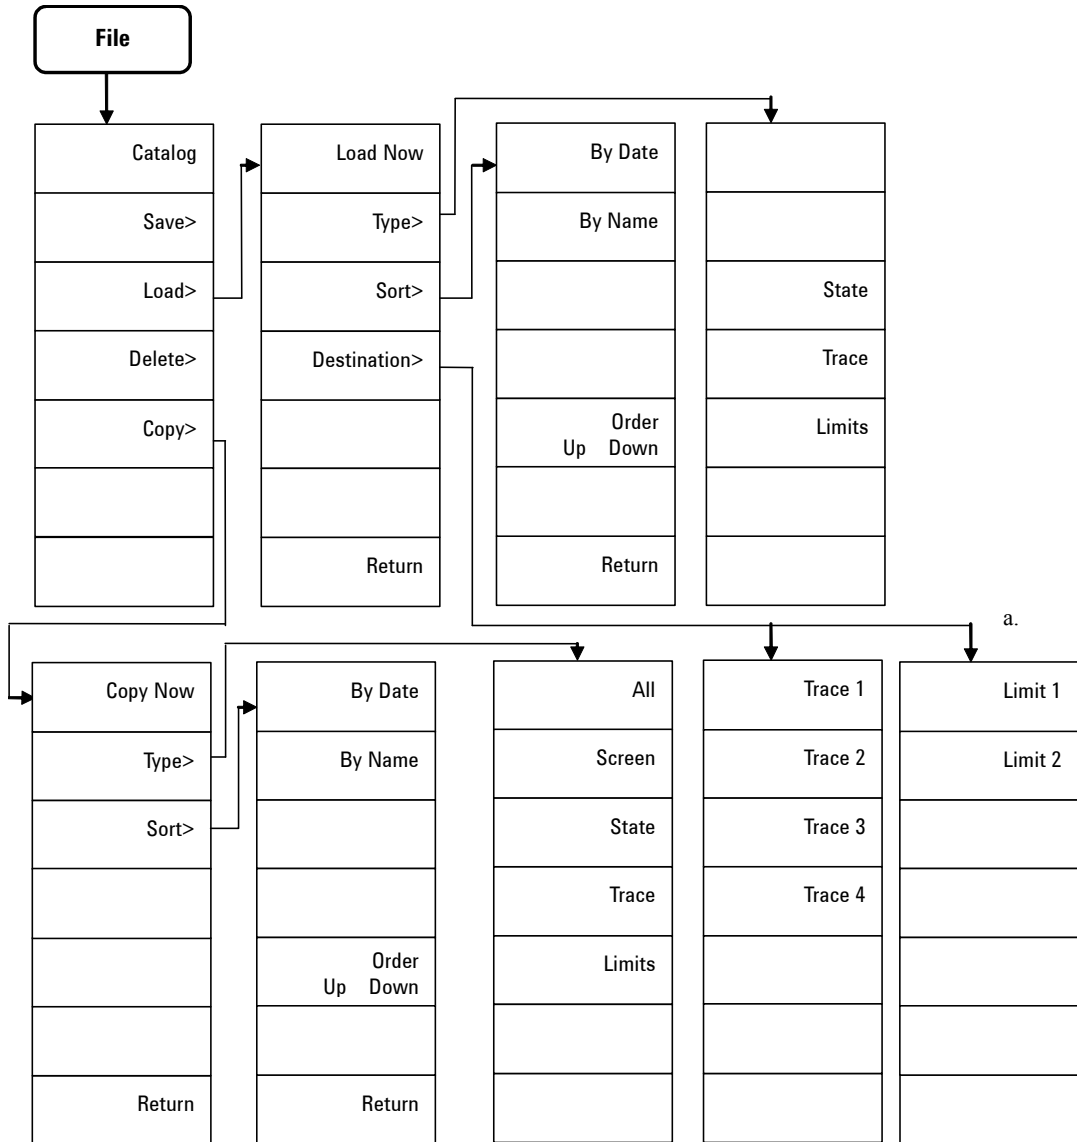 File
Catalog
Save>
Load>
Delete>
Copy>
Load Now
Type>
Sort>
Destination>
Return
By Date
By Name
Order
Up Down
Return
State
Trace
Limits
a.
Copy Now
Type>
Sort>
Return
By Date
By Name
Order
Up Down
Return
All
Screen
State
Trace
Limits
Trace 1
Trace 2
Trace 3
Trace 4
Limit 1
Limit 2